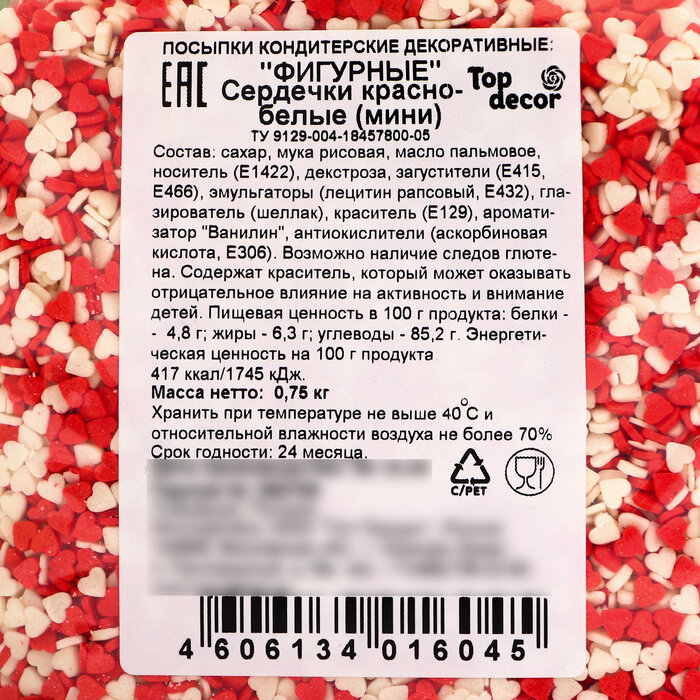 ПОСЫПКИ КОНДИТЕРСКИЕ ДЕКОРАТИВНЫЕ:
EAC
"ФИГУРНЫЕ"
Сердечки красно-
белые (мини)
Top
decor
ТУ 9129-004-18457800-05
Состав: сахар, мука рисовая, масло пальмовое,
носитель (Е1422), декстроза, загустители (Е415,
Е466), эмульгаторы (лецитин рапсовый, Е432), гла-
зирователь (шеллак), краситель (Е129), аромати-
затор "Ванилин", антиокислители (аскорбиновая
кислота, Е306). Возможно наличие следов глюте-
на. Содержат краситель, который может оказывать
отрицательное влияние на активность и внимание
детей. Пищевая ценность в 100 г продукта: белки -
- 4,8 г; жиры - 6,3 г; углеводы - 85,2 г. Энергети-
ческая ценность на 100 г продукта
417 ккал/1745 кДж.
Масса нетто: 0,75 кг
Хранить при температуре не выше 40°С и
относительной влажности воздуха не более 70%
Срок годности: 24 месяца.
C/PET
4 606134 016045